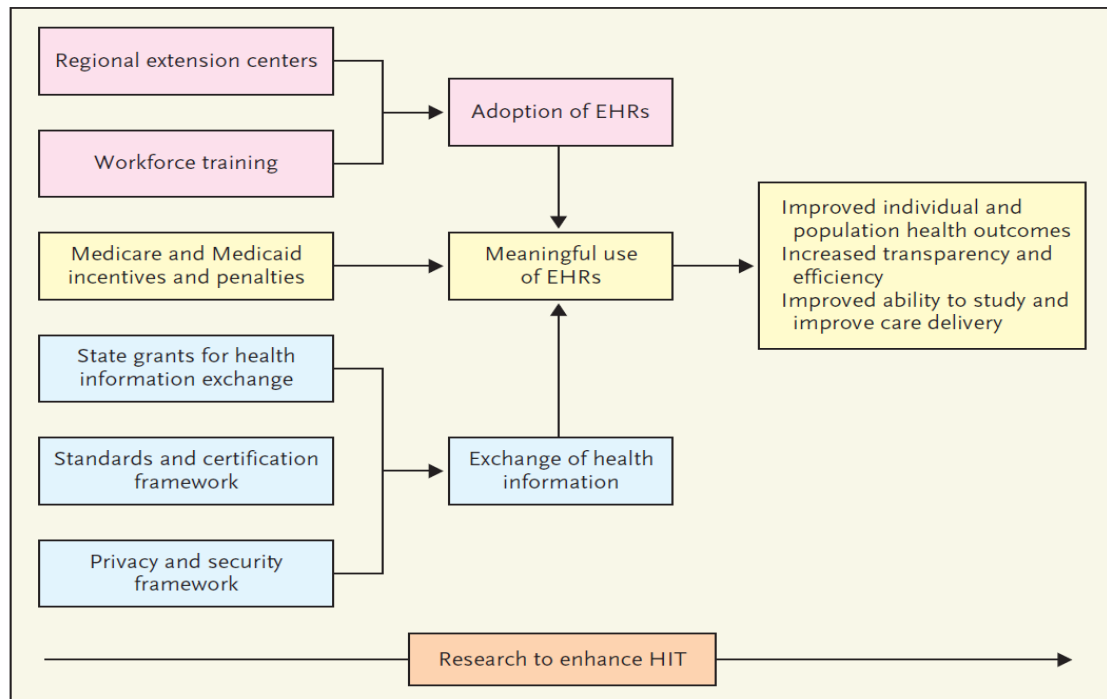 Regional extension centers
Workforce training
Adoption of EHRs
Medicare and Medicaid
incentives and penalties
Meaningful use
of EHRs
Improved individual and
population health outcomes
Increased transparency and
efficiency
Improved ability to study and
improve care delivery
State grants for health
information exchange
Standards and certification
framework
Privacy and security
framework
Exchange of health
information
Research to enhance HIT